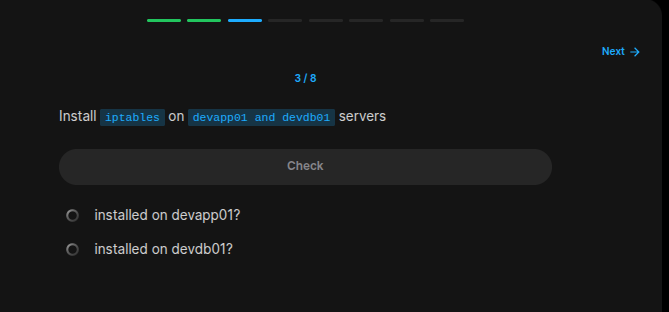 Next →
3 / 8
Install iptables on devapp01 and devdb01 servers
Check
installed on devapp01?
installed on devdb01?